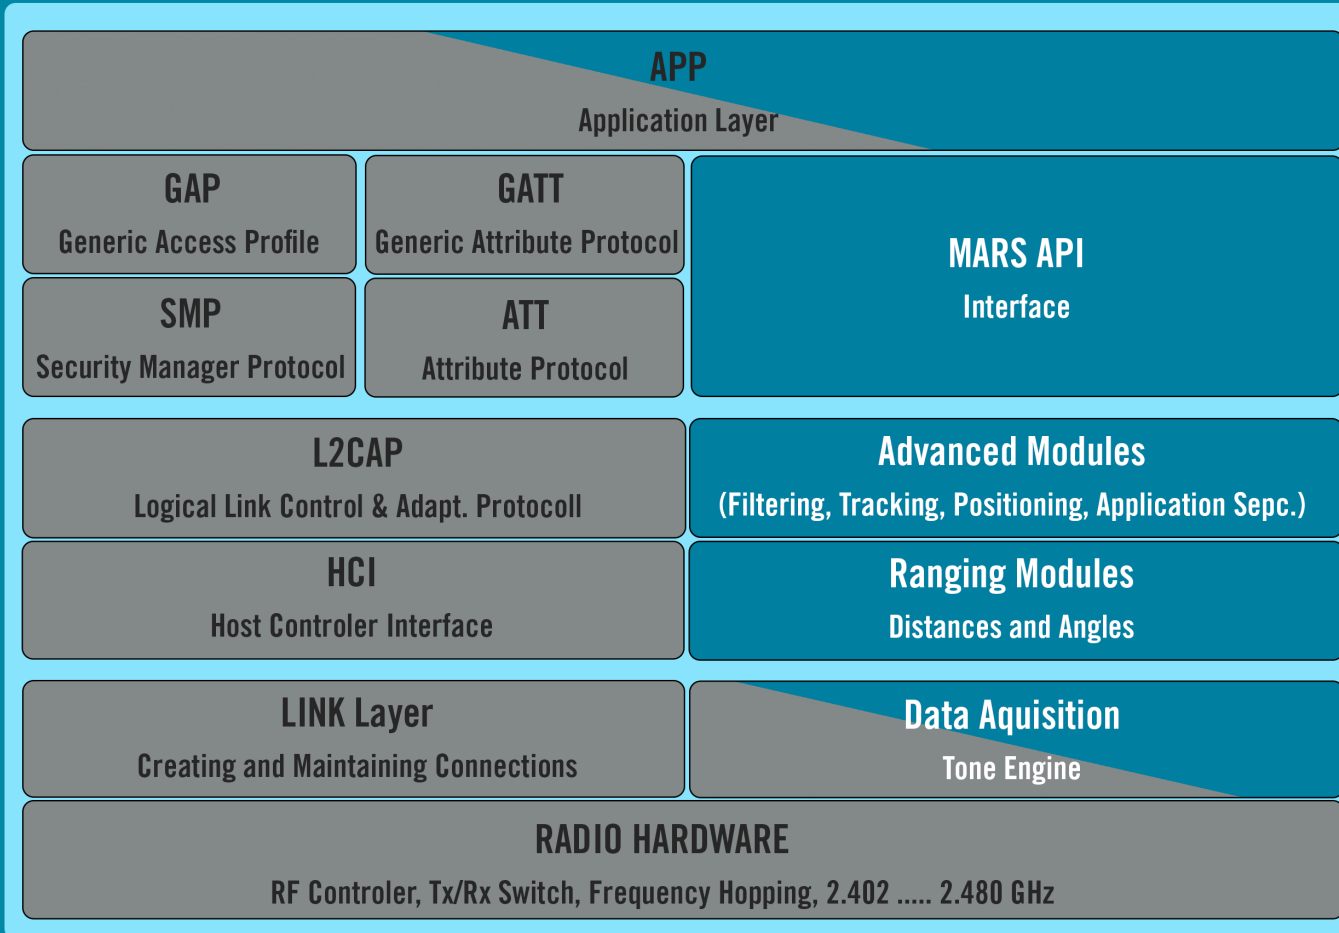 APP
Application Layer
GAP
Generic Access Profile
GATT
Generic Attribute Protocol
MARS API
Interface
SMP
Security Manager Protocol
ATT
Attribute Protocol
L2CAP
Logical Link Control & Adapt. Protocoll
Advanced Modules
(Filtering, Tracking, Positioning, Application Sepc.)
HCI
Host Controler Interface
Ranging Modules
Distances and Angles
LINK Layer
Creating and Maintaining Connections
Data Aquisition
Tone Engine
RADIO HARDWARE
RF Controler, Tx/Rx Switch, Frequency Hopping, 2.402 ..... 2.480 GHz